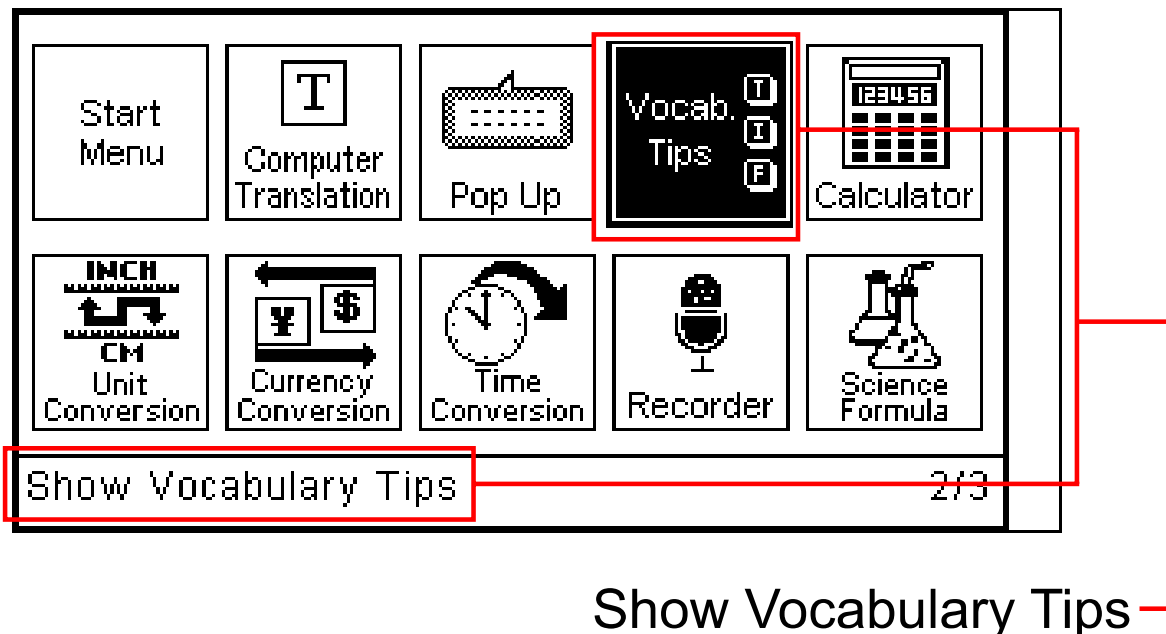 Start
Menu
T
Computer
Translation
Pop Up
Vocab.
Tips
T
I
F
123456
Calculator
INCH
CM
Unit
Conversion
¥
$
Currency
Conversion
Time
Conversion
Recorder
Science
Formula
Show Vocabulary Tips
2/3
Show Vocabulary Tips